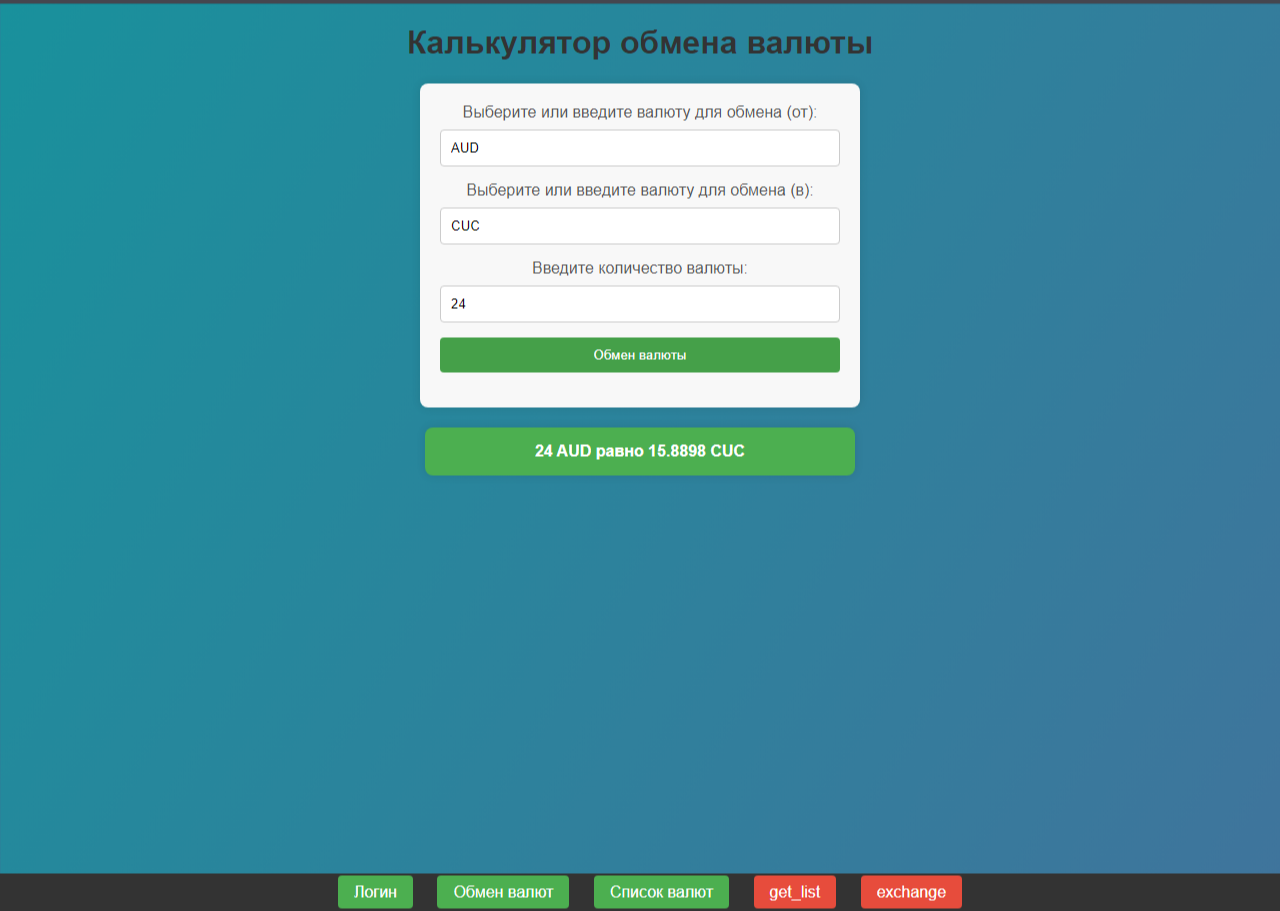 Калькулятор обмена валюты
Выберите или введите валюту для обмена (от):
AUD
Выберите или введите валюту для обмена (в):
CUC
Введите количество валюты:
24
Обмен валюты
24 AUD равно 15.8898 CUC
Логин Обмен валют Список валют get_list exchange